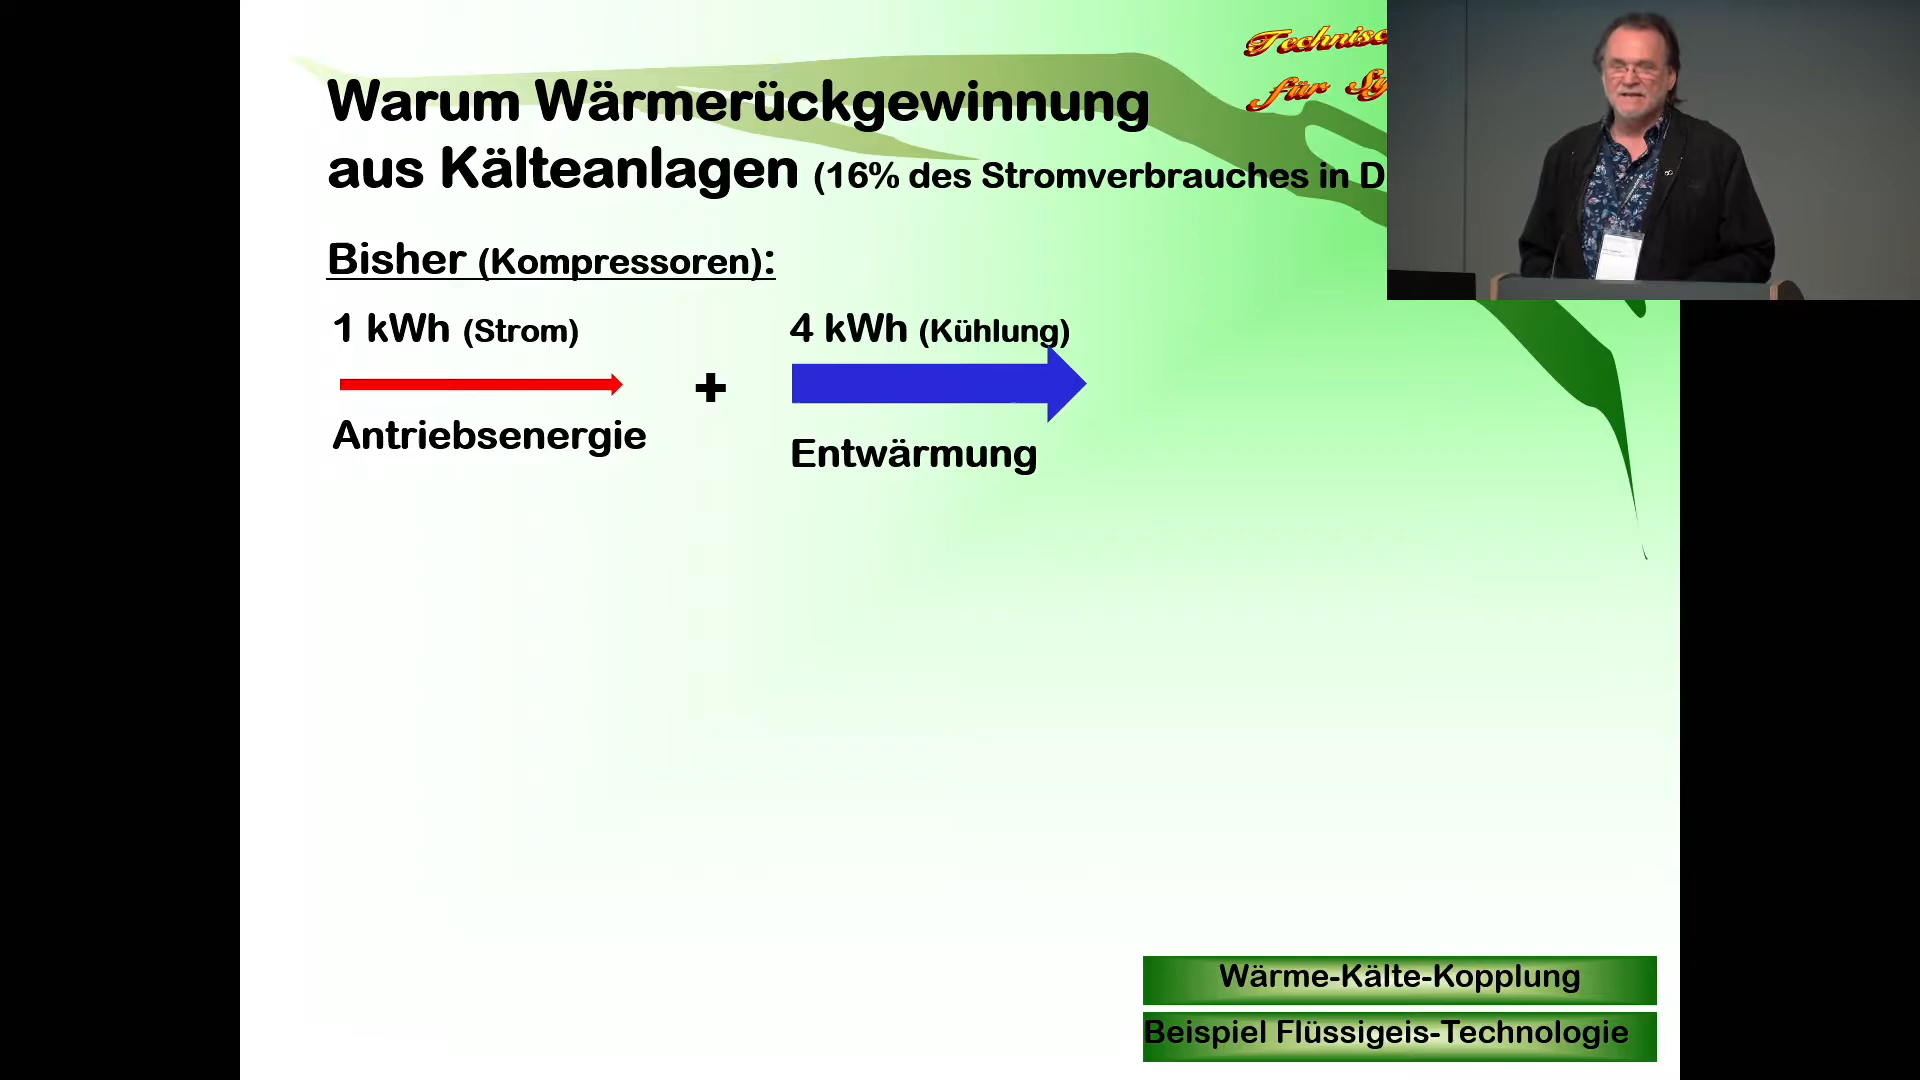 Warum Wärmerückgewinnung
aus Kälteanlagen (16% des Stromverbrauches in D
Bisher (Kompressoren):
1 kWh (Strom)
4 kWh (Kühlung)
+
Antriebsenergie
Entwärmung
Wärme-Kälte-Kopplung
Beispiel Flüssigeis-Technologie
für